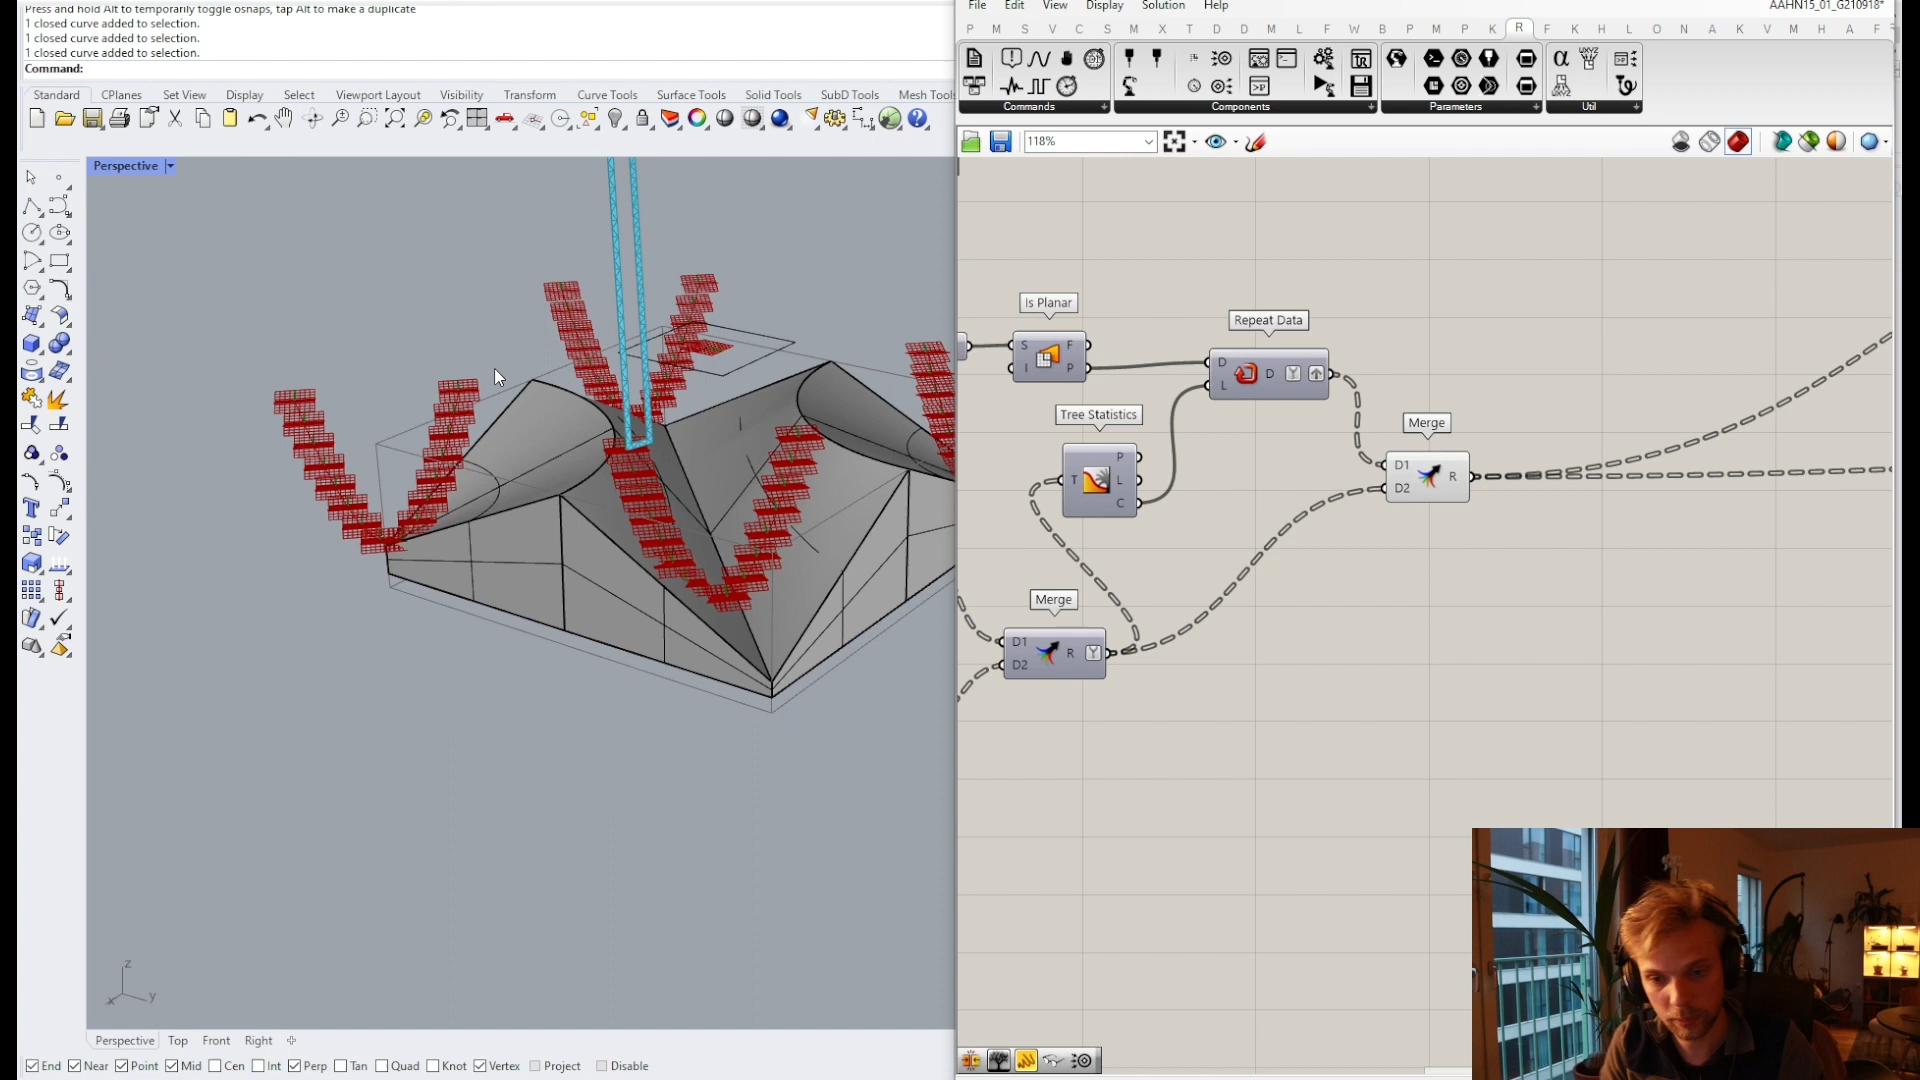 Press and hold Alt to temporarily toggle osnaps, tap Alt to make a duplicate
1 closed curve added to selection.
1 closed curve added to selection.
1 closed curve added to selection.
Command:
Standard CPlanes Set View Display Select Viewport Layout Visibility Transform Curve Tools Surface Tools Solid Tools SubD Tools Mesh Tool
Perspective
z
x y
Perspective Top Front Right
End Near Point Mid Cen Int Perp Tan Quad Knot Vertex Project Disable
File Edit View Display Solution Help
AAHN15_01_G210918*
P M S V C S V M X T D D M L F W B P M P K R F K H L O N A K V M H A F
Commands Components Parameters Util
118%
Is Planar
S F
I P
Repeat Data
D D
L
Tree Statistics
P
T L
C
Merge
D1
D2 R
Merge
D1
D2 R